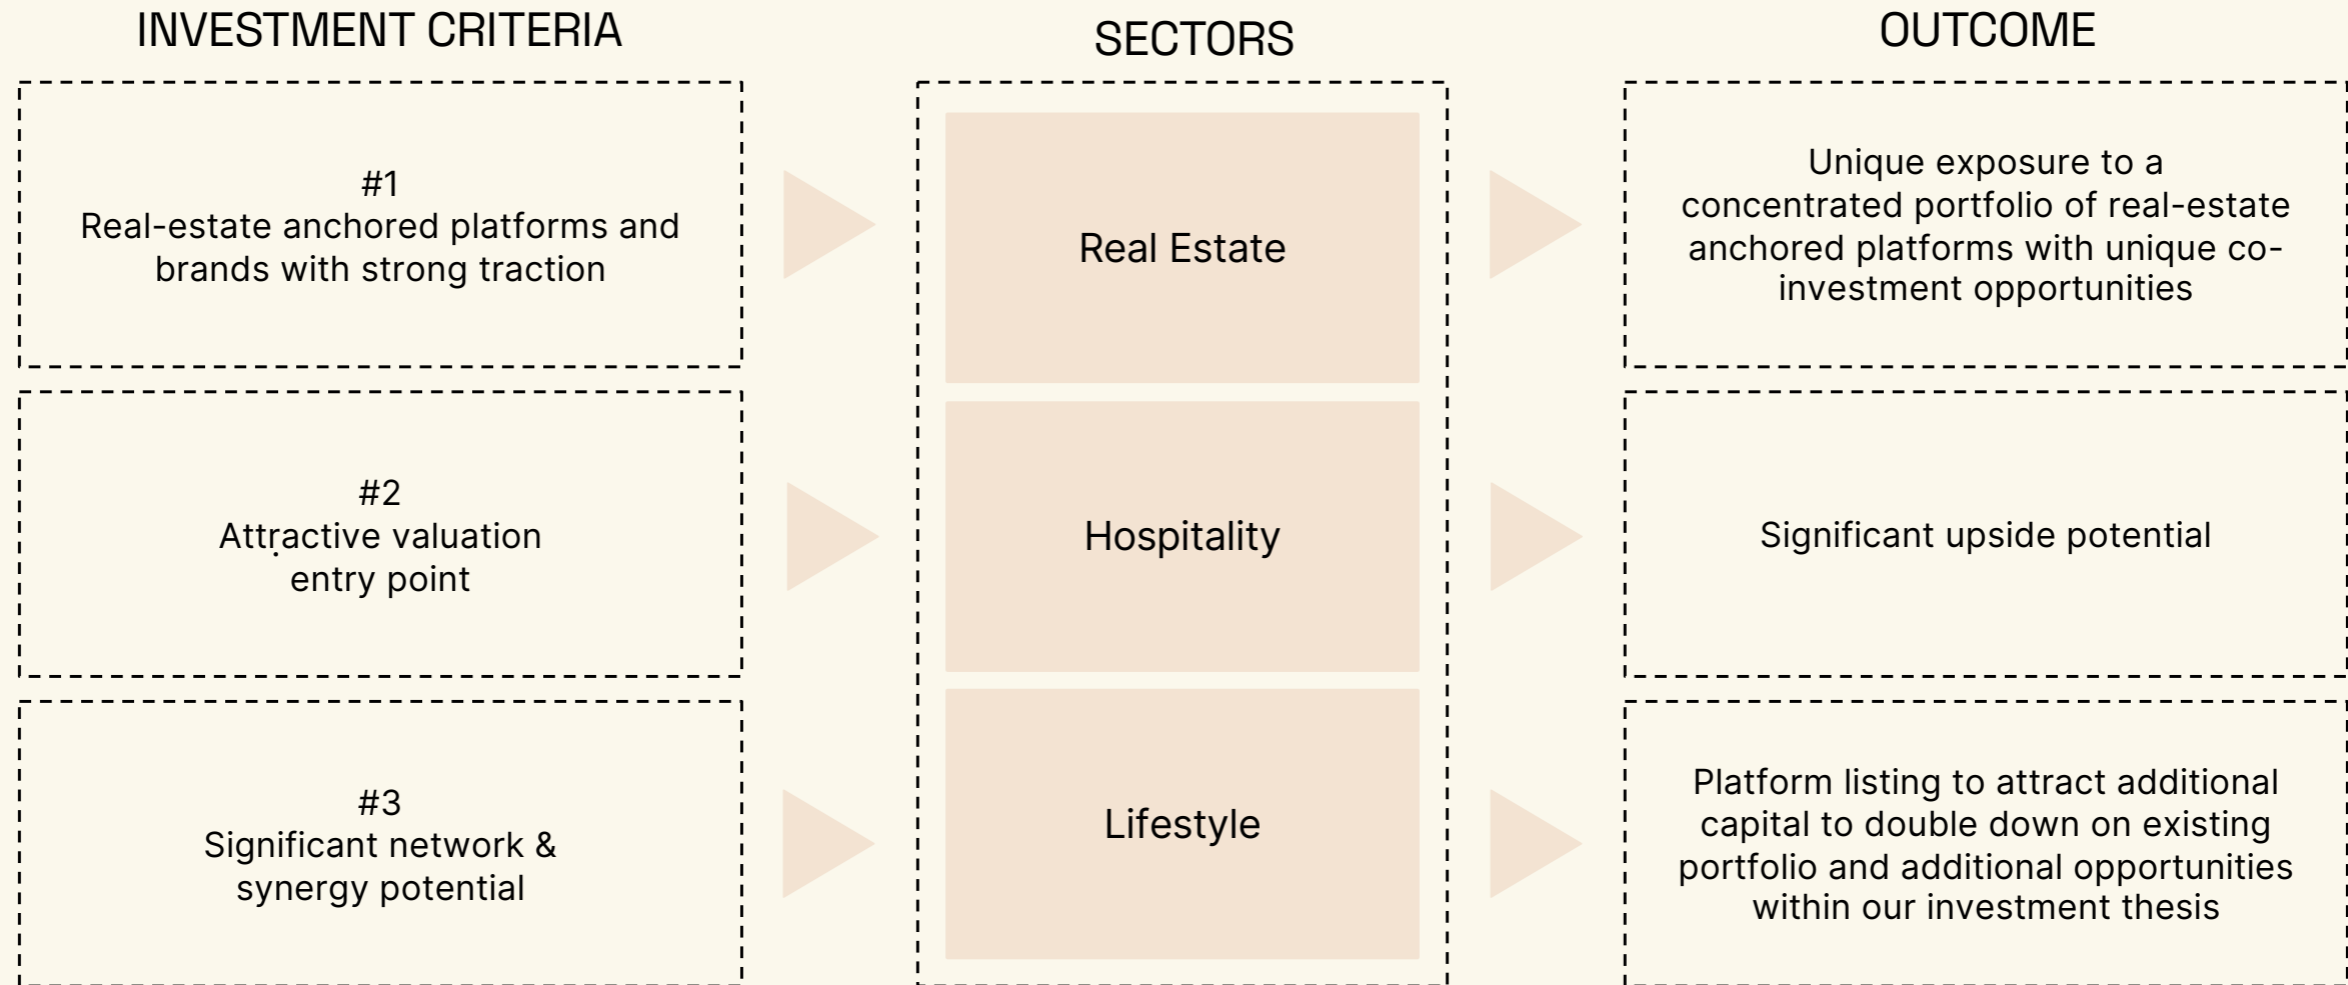 INVESTMENT CRITERIA
#1
Real-estate anchored platforms and
brands with strong traction
#2
Attractive valuation
entry point
#3
Significant network &
synergy potential
SECTORS
Real Estate
Hospitality
Lifestyle
OUTCOME
Unique exposure to a
concentrated portfolio of real-estate
anchored platforms with unique co-
investment opportunities
Significant upside potential
Platform listing to attract additional
capital to double down on existing
portfolio and additional opportunities
within our investment thesis